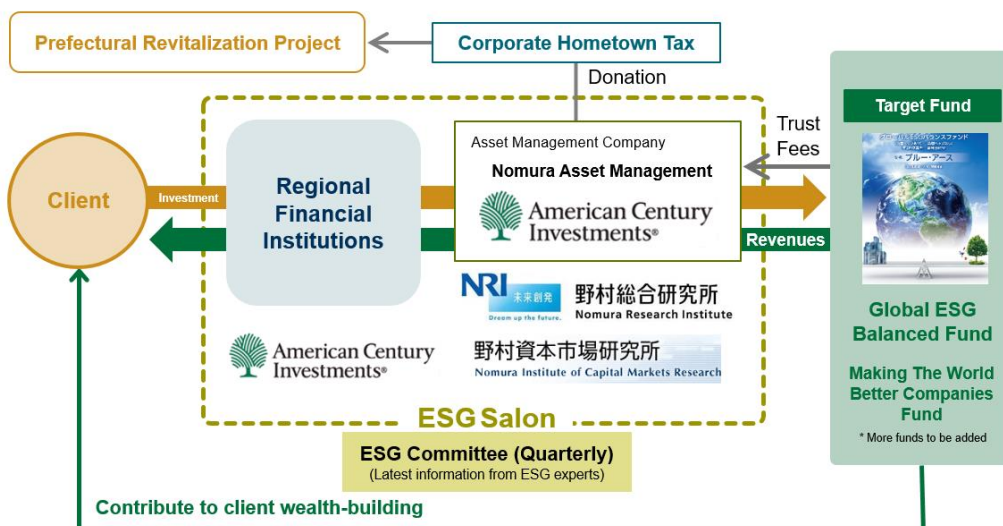 Prefectural Revitalization Project
Corporate Hometown Tax
Donation
Client
Investment
Regional
Financial
Institutions
Asset Management Company
Nomura Asset Management
American Century
Investments®
Trust
Fees
Revenues
Target Fund
ブルー・アース
Global ESG
Balanced Fund
Making The World
Better Companies
Fund
* More funds to be added
NRI
未来創発
Dream up the future.
野村総合研究所
Nomura Research Institute
American Century
Investments®
野村資本市場研究所
Nomura Institute of Capital Markets Research
ESG Salon
ESG Committee (Quarterly)
(Latest information from ESG experts)
Contribute to client wealth-building